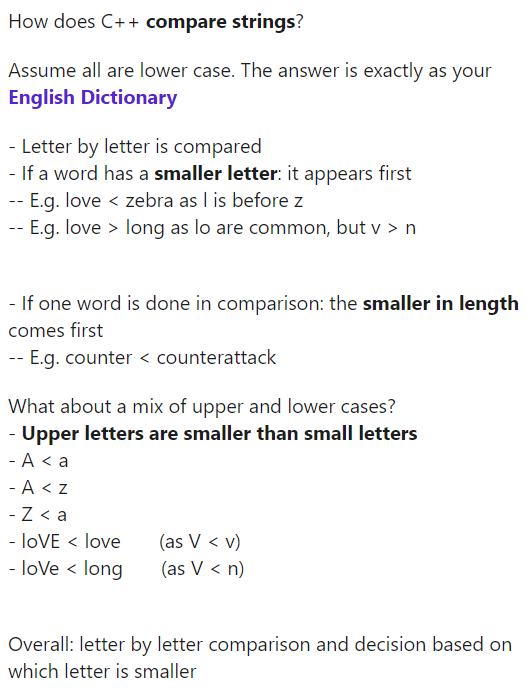 How does C++ compare strings?
Assume all are lower case. The answer is exactly as your
English Dictionary
- Letter by letter is compared
- If a word has a smaller letter: it appears first
-- E.g. love < zebra as l is before z
-- E.g. love > long as lo are common, but v > n
- If one word is done in comparison: the smaller in length
comes first
-- E.g. counter < counterattack
What about a mix of upper and lower cases?
- Upper letters are smaller than small letters
- A < a
- A < z
- Z < a
- loVE < love (as V < v)
- loVe < long (as V < n)
Overall: letter by letter comparison and decision based on
which letter is smaller